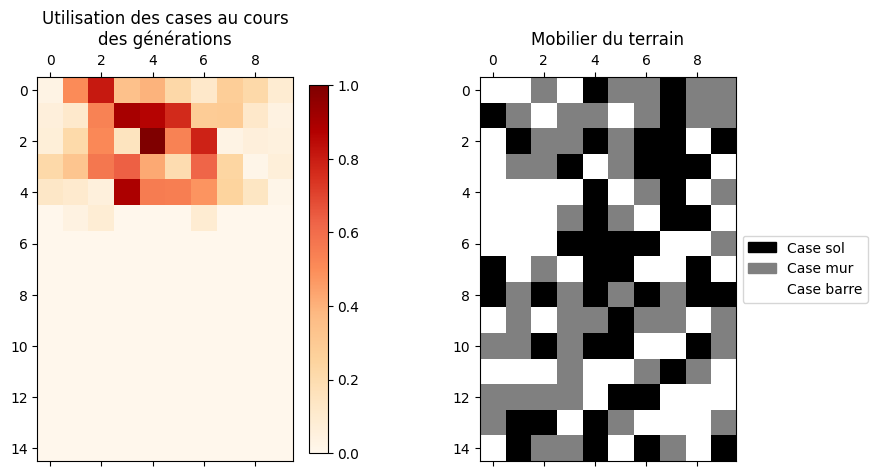 Utilisation des cases au cours
des générations
0 2 4 6 8
0
2
4
6
8
10
12
14
1.0
0.8
0.6
0.4
0.2
0.0
Mobilier du terrain
0 2 4 6 8
0
2
4
6
8
10
12
14
Case sol
Case mur
Case barre